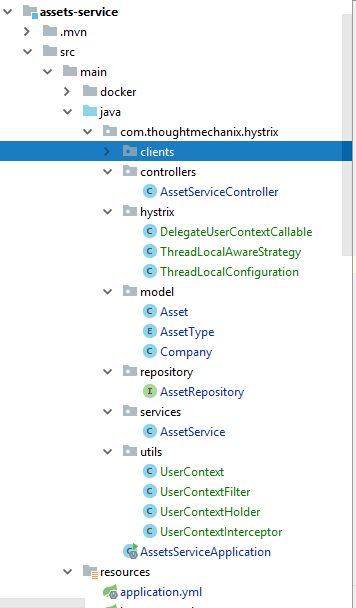 assets-service
.mvn
src
main
docker
java
com.thoughtmechanix.hystrix
clients
controllers
AssetServiceController
hystrix
DelegateUserContextCallable
ThreadLocalAwareStrategy
ThreadLocalConfiguration
model
Asset
AssetType
Company
repository
AssetRepository
services
AssetService
utils
UserContext
UserContextFilter
UserContextHolder
UserContextInterceptor
AssetsServiceApplication
resources
application.yml